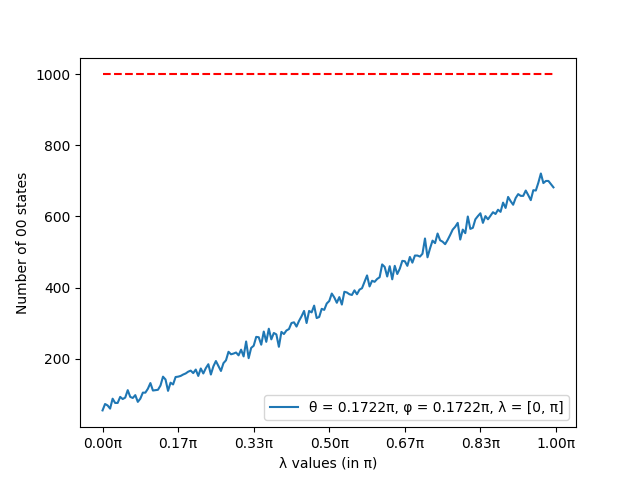 1000
800
600
400
200
Number of 00 states
θ = 0.1722π, φ = 0.1722π, λ = [0, π]
0.00π 0.17π 0.33π 0.50π 0.67π 0.83π 1.00π
λ values (in π)